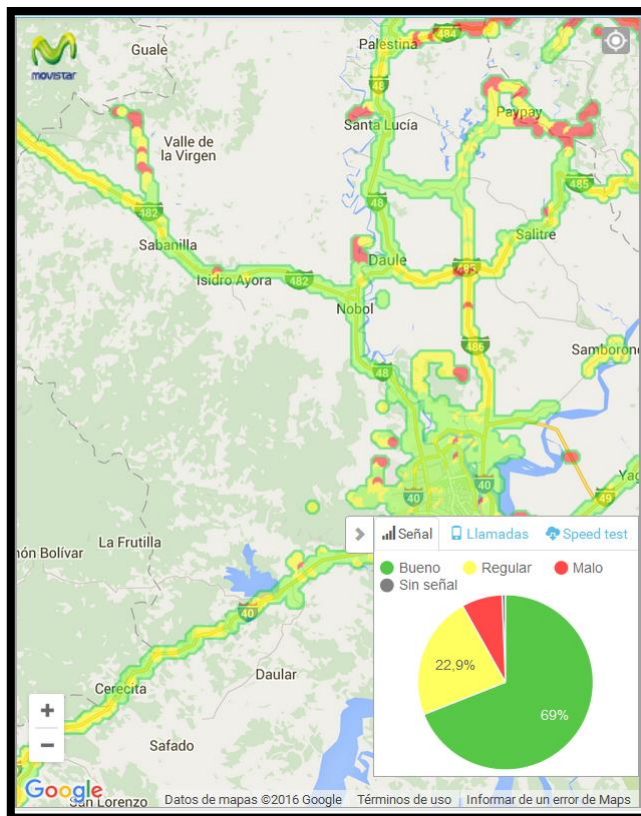 Guale
Palestina
484
movistar
48
Paypay
Santa Lucía
Valle de
la Virgen
485
48
482
Salitre
Sabanilla
Daule
Isidro Ayora
482
Nobol
486
Samborono
48
40
40
49
Yag
Señal
Llamadas
Speed test
La Frutilla
món Bolívar
Bueno
Regular
Malo
Sin señal
40
22,9%
Daular
Cerecita
69%
+
-
Safado
Google
San Lorenzo
Datos de mapas ©2016 Google
Términos de uso
Informar de un error de Maps